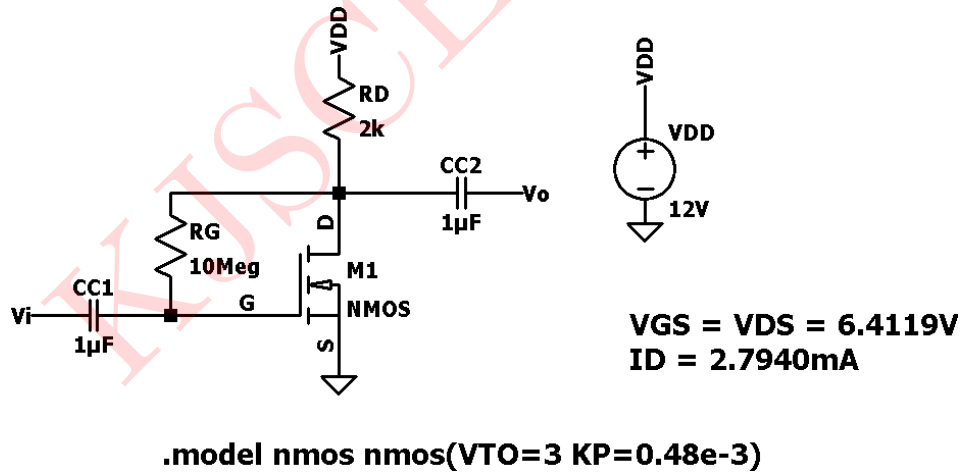 VDD
RD
2k
CC2
1µF
Vo
D
RG
10Meg
M1
NMOS
CC1
1µF
Vi
G
S
VDD
VDD
12V
VGS = VDS = 6.4119V
ID = 2.7940mA
.model nmos nmos(VTO=3 KP=0.48e-3)